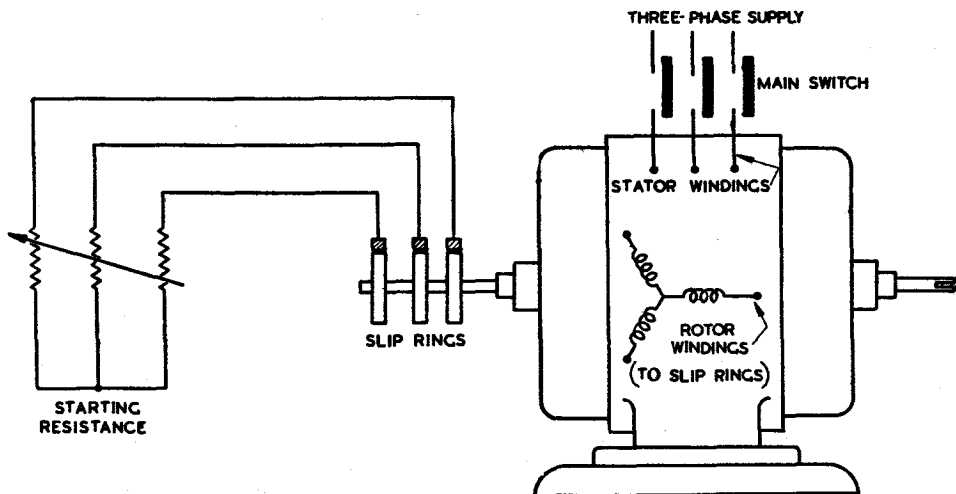 THREE-PHASE SUPPLY
MAIN SWITCH
STATOR WINDINGS
SLIP RINGS
ROTOR
WINDINGS
(TO SLIP RINGS)
STARTING
RESISTANCE